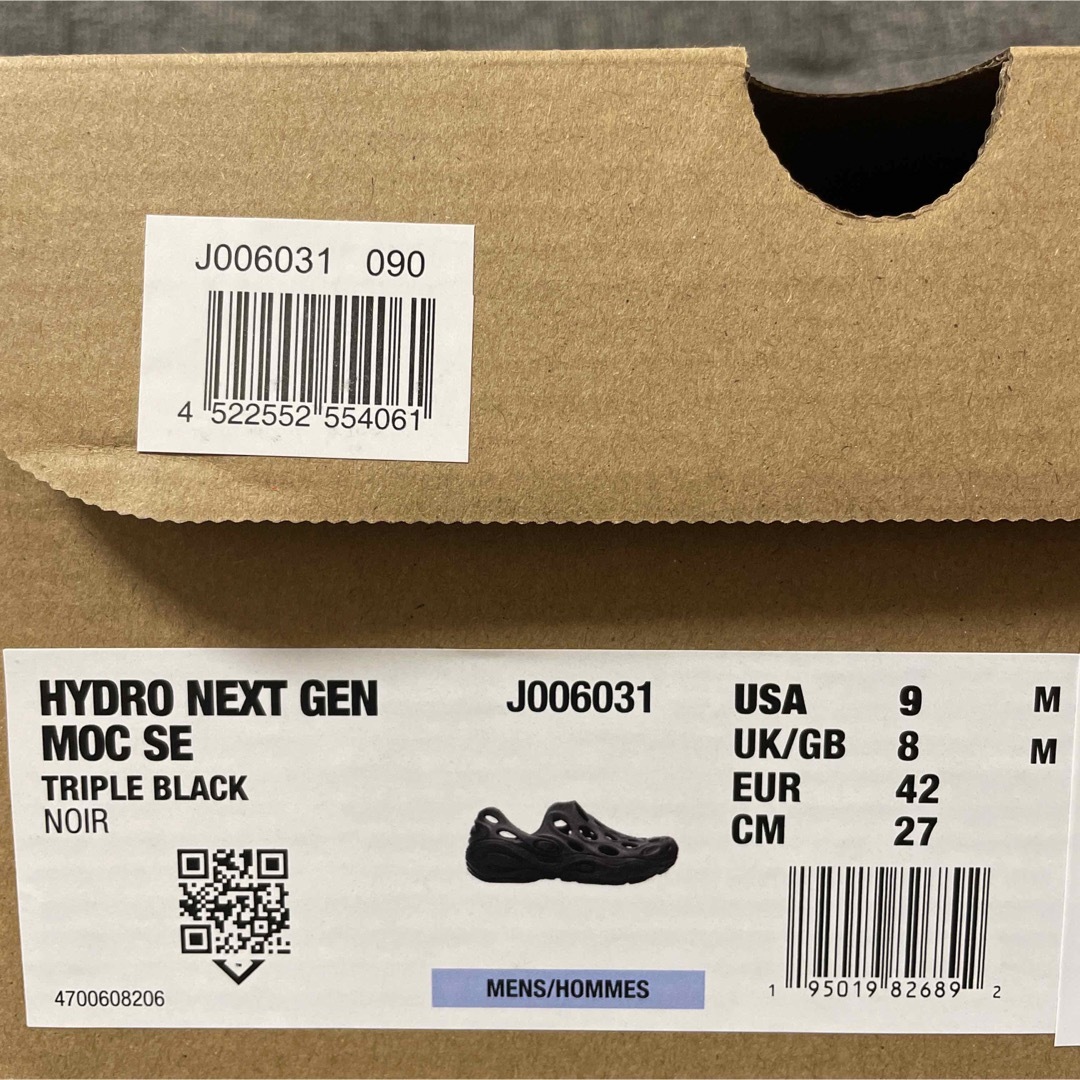 J006031 090
4 522552 554061
HYDRO NEXT GEN
MOC SE
TRIPLE BLACK
NOIR
4700608206
J006031
MENS/HOMMES
USA 9 M
UK/GB 8 M
EUR 42
CM 27
1 95019 82689 2